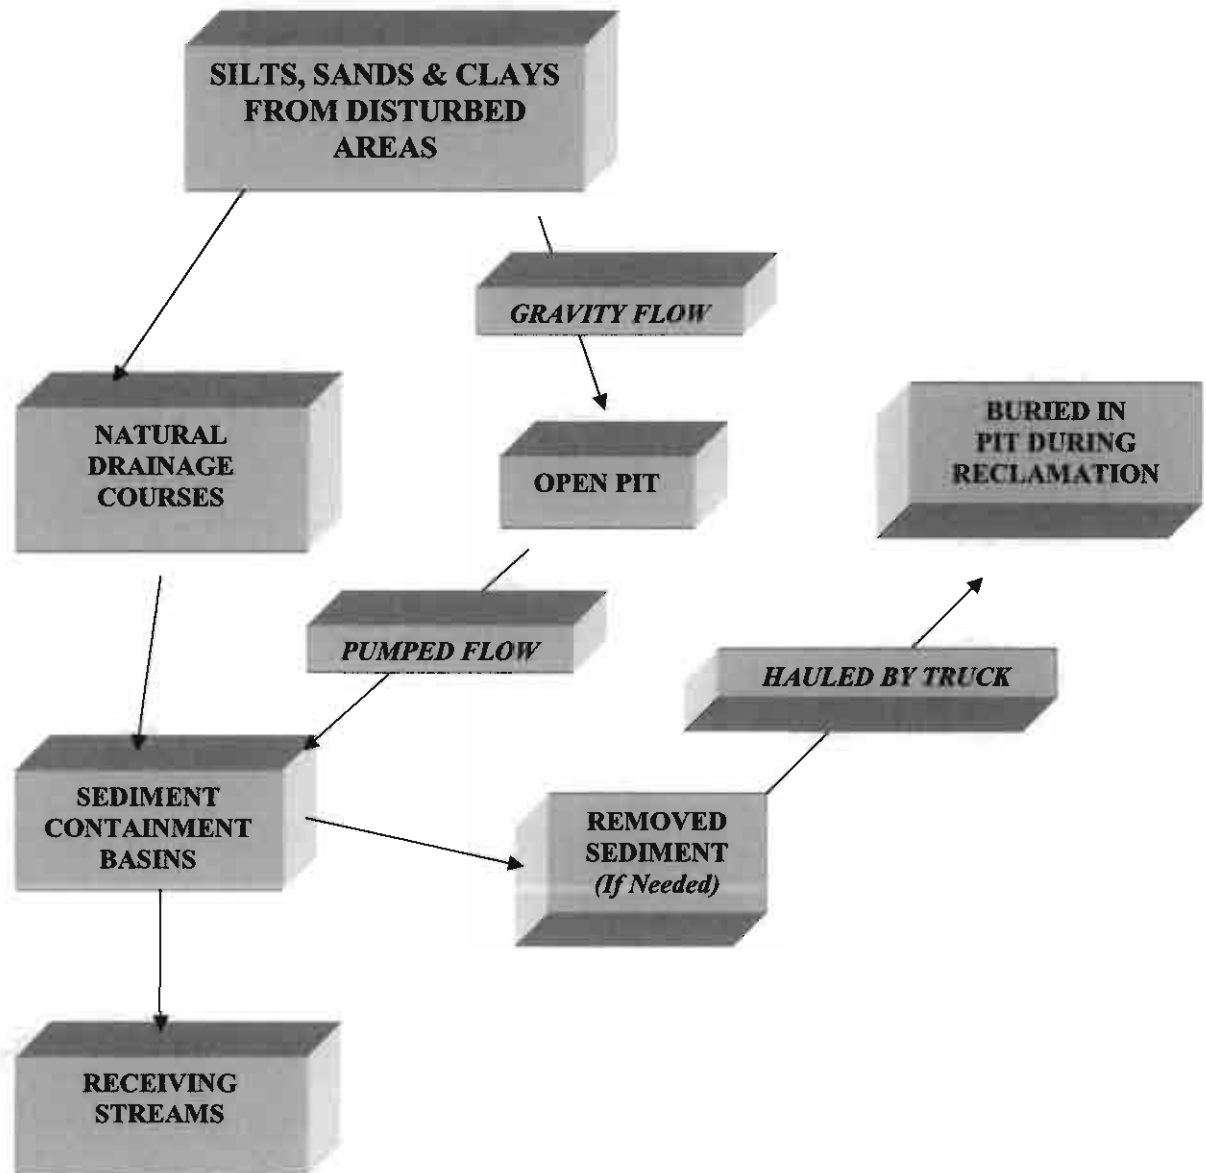 SILTS, SANDS & CLAYS
FROM DISTURBED
AREAS
GRAVITY FLOW
NATURAL
DRAINAGE
COURSES
OPEN PIT
BURIED IN
PIT DURING
RECLAMATION
PUMPED FLOW
HAULED BY TRUCK
SEDIMENT
CONTAINMENT
BASINS
REMOVED
SEDIMENT
(If Needed)
RECEIVING
STREAMS